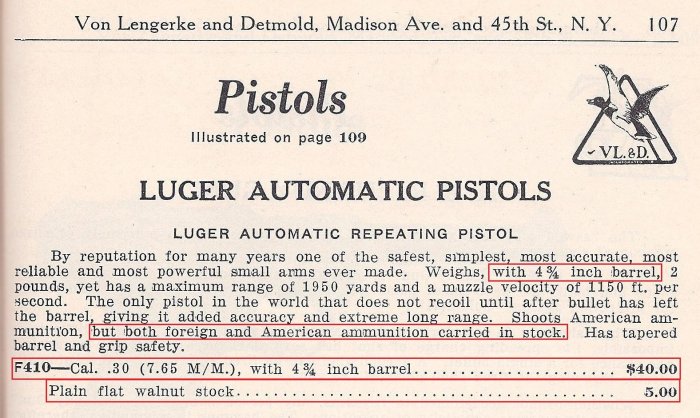 Von Lengerke and Detmold, Madison Ave. and 45th St., N. Y. 107
Pistols
Illustrated on page 109
VL.&D.
INCORPORATED
LUGER AUTOMATIC PISTOLS
LUGER AUTOMATIC REPEATING PISTOL
By reputation for many years one of the safest, simplest, most accurate, most
reliable and most powerful small arms ever made. Weighs, with 4¾ inch barrel, 2
pounds, yet has a maximum range of 1950 yards and a muzzle velocity of 1150 ft. per
second. The only pistol in the world that does not recoil until after bullet has left
the barrel, giving it added accuracy and extreme long range. Shoots American am-
munition, but both foreign and American ammunition carried in stock. Has tapered
barrel and grip safety.
F410—Cal. .30 (7.65 M/M.), with 4¾ inch barrel....................... $40.00
Plain flat walnut stock............................................. 5.00